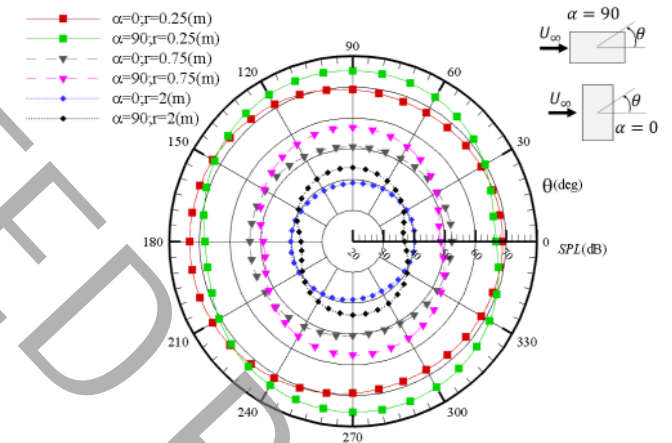 α=0;r=0.25(m)
α=90;r=0.25(m)
α=0;r=0.75(m)
α=90;r=0.75(m)
α=0;r=2(m)
α=90;r=2(m)
α = 90
U∞
θ
U∞
θ
α = 0
90
120
60
150
30
θ(deg)
180
0
20
30
40
50
60
70
SPL(dB)
210
330
240
300
270
TED